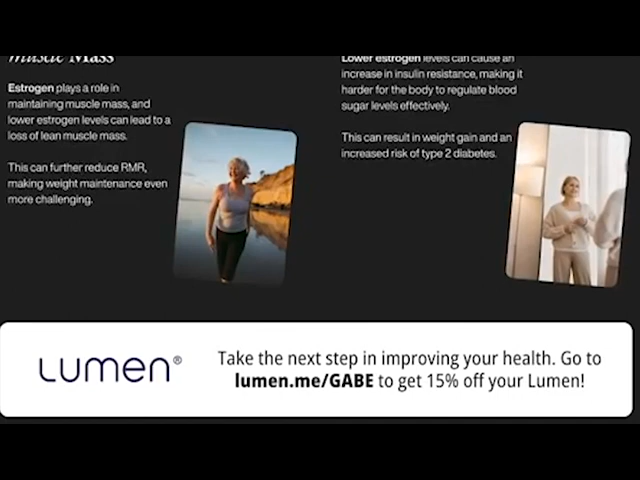 Muscle Mass
Estrogen plays a role in
maintaining muscle mass, and
lower estrogen levels can lead to a
loss of lean muscle mass.
This can further reduce RMR,
making weight maintenance even
more challenging.
Lower estrogen levels can cause an
increase in insulin resistance, making it
harder for the body to regulate blood
sugar levels effectively.
This can result in weight gain and an
increased risk of type 2 diabetes.
Lumen®
Take the next step in improving your health. Go to
lumen.me/GABE to get 15% off your Lumen!